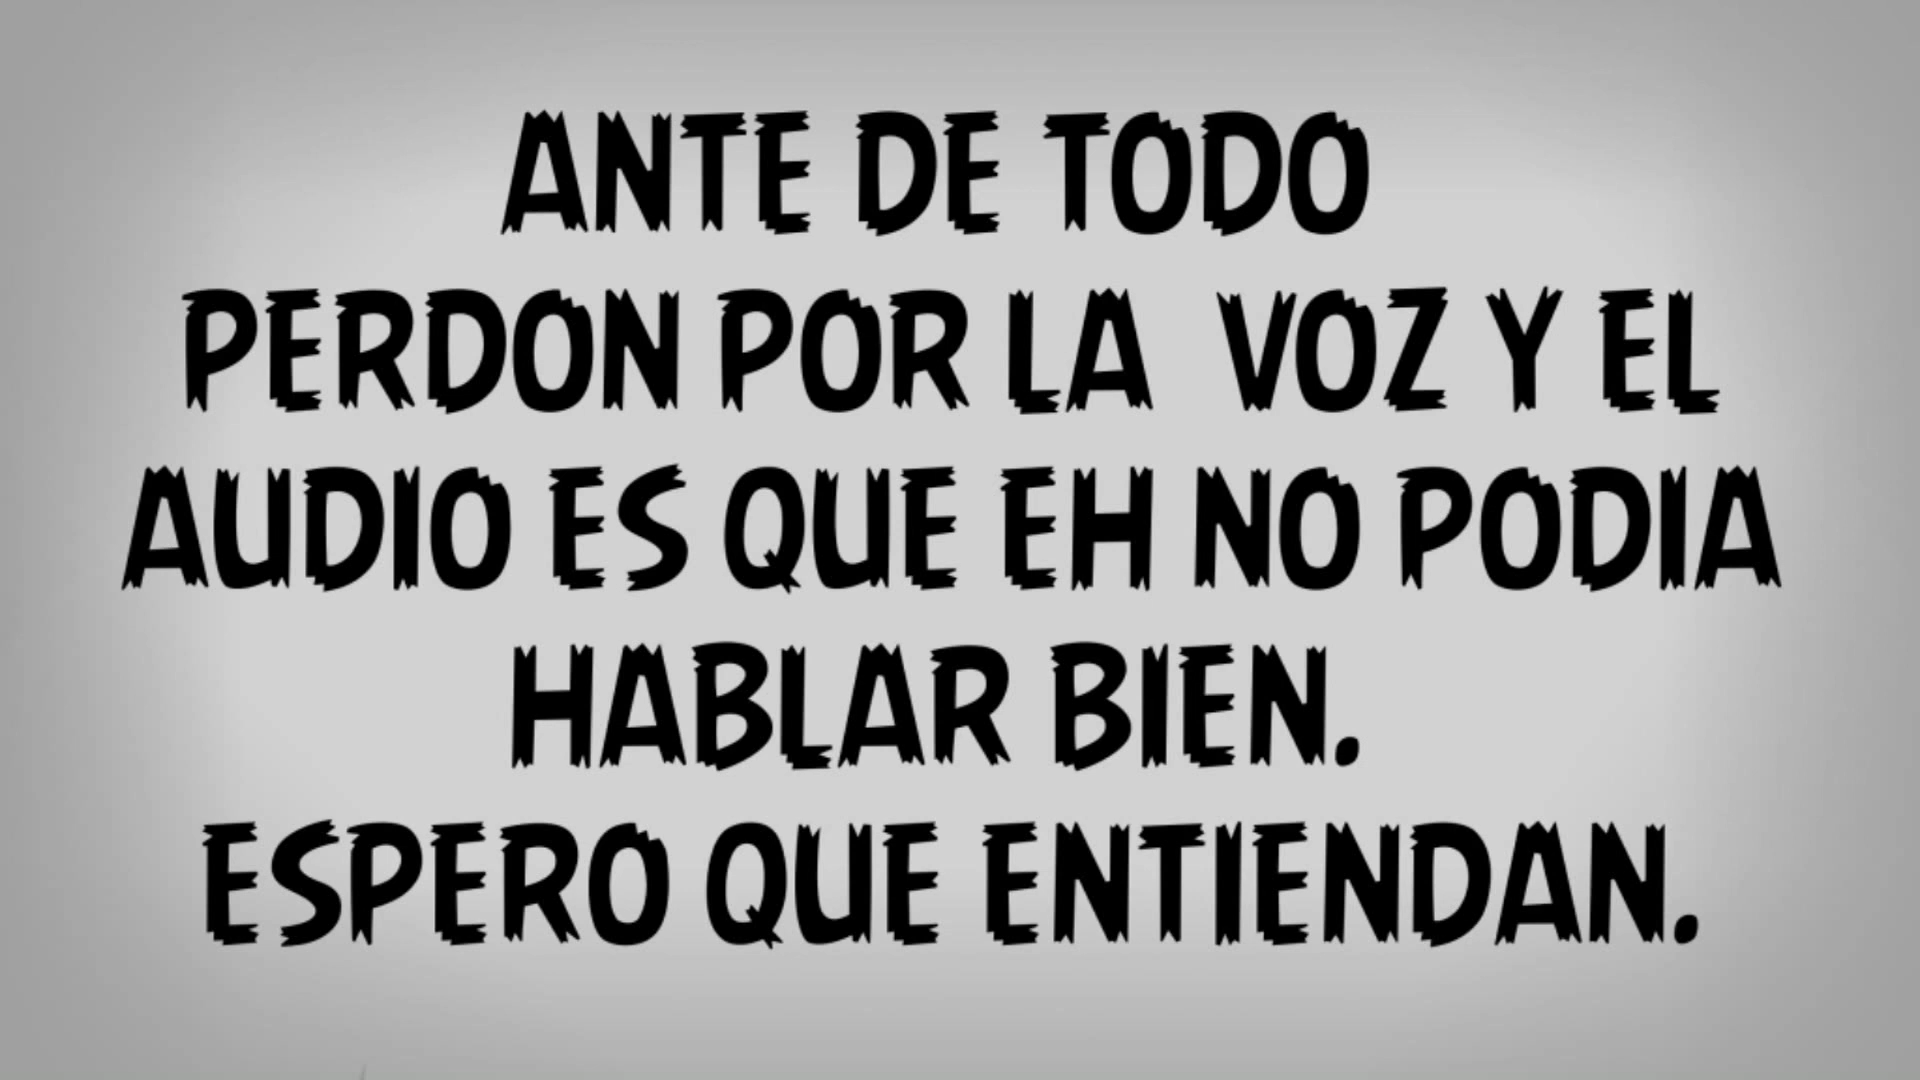 ANTE DE TODO
PERDON POR LA VOZ Y EL
AUDIO ES QUE EH NO PODIA
HABLAR BIEN.
ESPERO QUE ENTIENDAN.